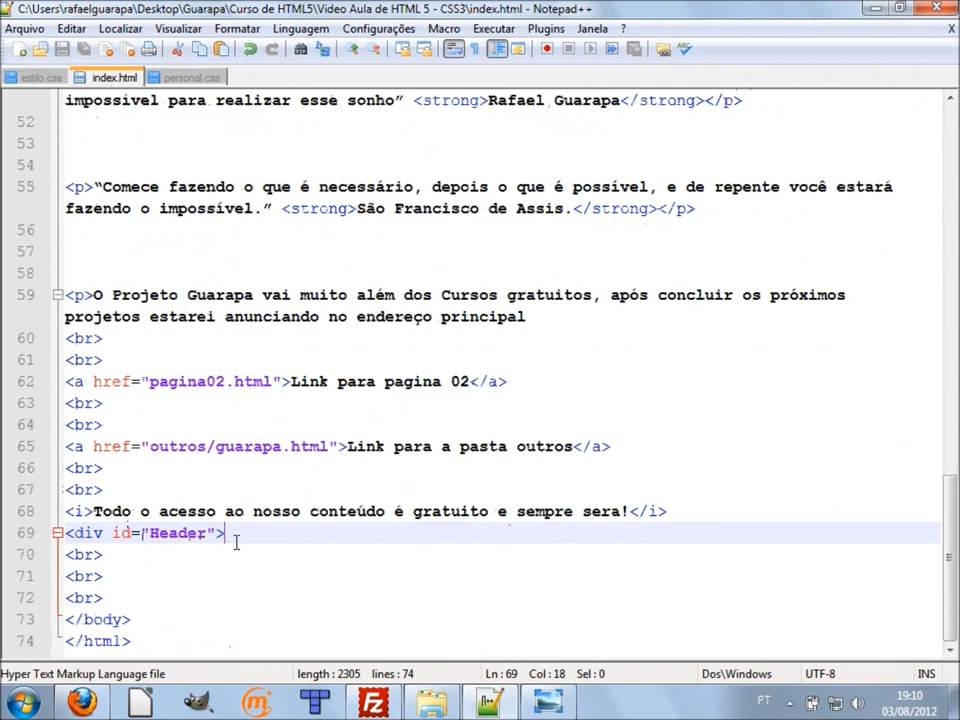 C:\Users\rafaelguarapa\Desktop\Guarapa\Curso de HTML5\Video Aula de HTML 5 - CSS3\index.html - Notepad++
Arquivo Editar Localizar Visualizar Formatar Linguagem Configurações Macro Executar Plugins Janela ? X
estilo.css index.html personal.css
impossível para realizar esse sonho” <strong>Rafael Guarapa</strong></p>
52
53
54
55 <p>“Comece fazendo o que é necessário, depois o que é possível, e de repente você estará
fazendo o impossível.” <strong>São Francisco de Assis.</strong></p>
56
57
58
59 <p>O Projeto Guarapa vai muito além dos Cursos gratuitos, após concluir os próximos
projetos estarei anunciando no endereço principal
60 <br>
61 <br>
62 <a href="pagina02.html">Link para pagina 02</a>
63 <br>
64 <br>
65 <a href="outros/guarapa.html">Link para a pasta outros</a>
66 <br>
67 <br>
68 <i>Todo o acesso ao nosso conteúdo é gratuito e sempre sera!</i>
69 <div id="Header">
70 <br>
71 <br>
72 <br>
73 </body>
74 </html>
Hyper Text Markup Language file length : 2305 lines : 74 Ln : 69 Col : 18 Sel : 0 Dos\Windows UTF-8 INS
PT 19:10
03/08/2012